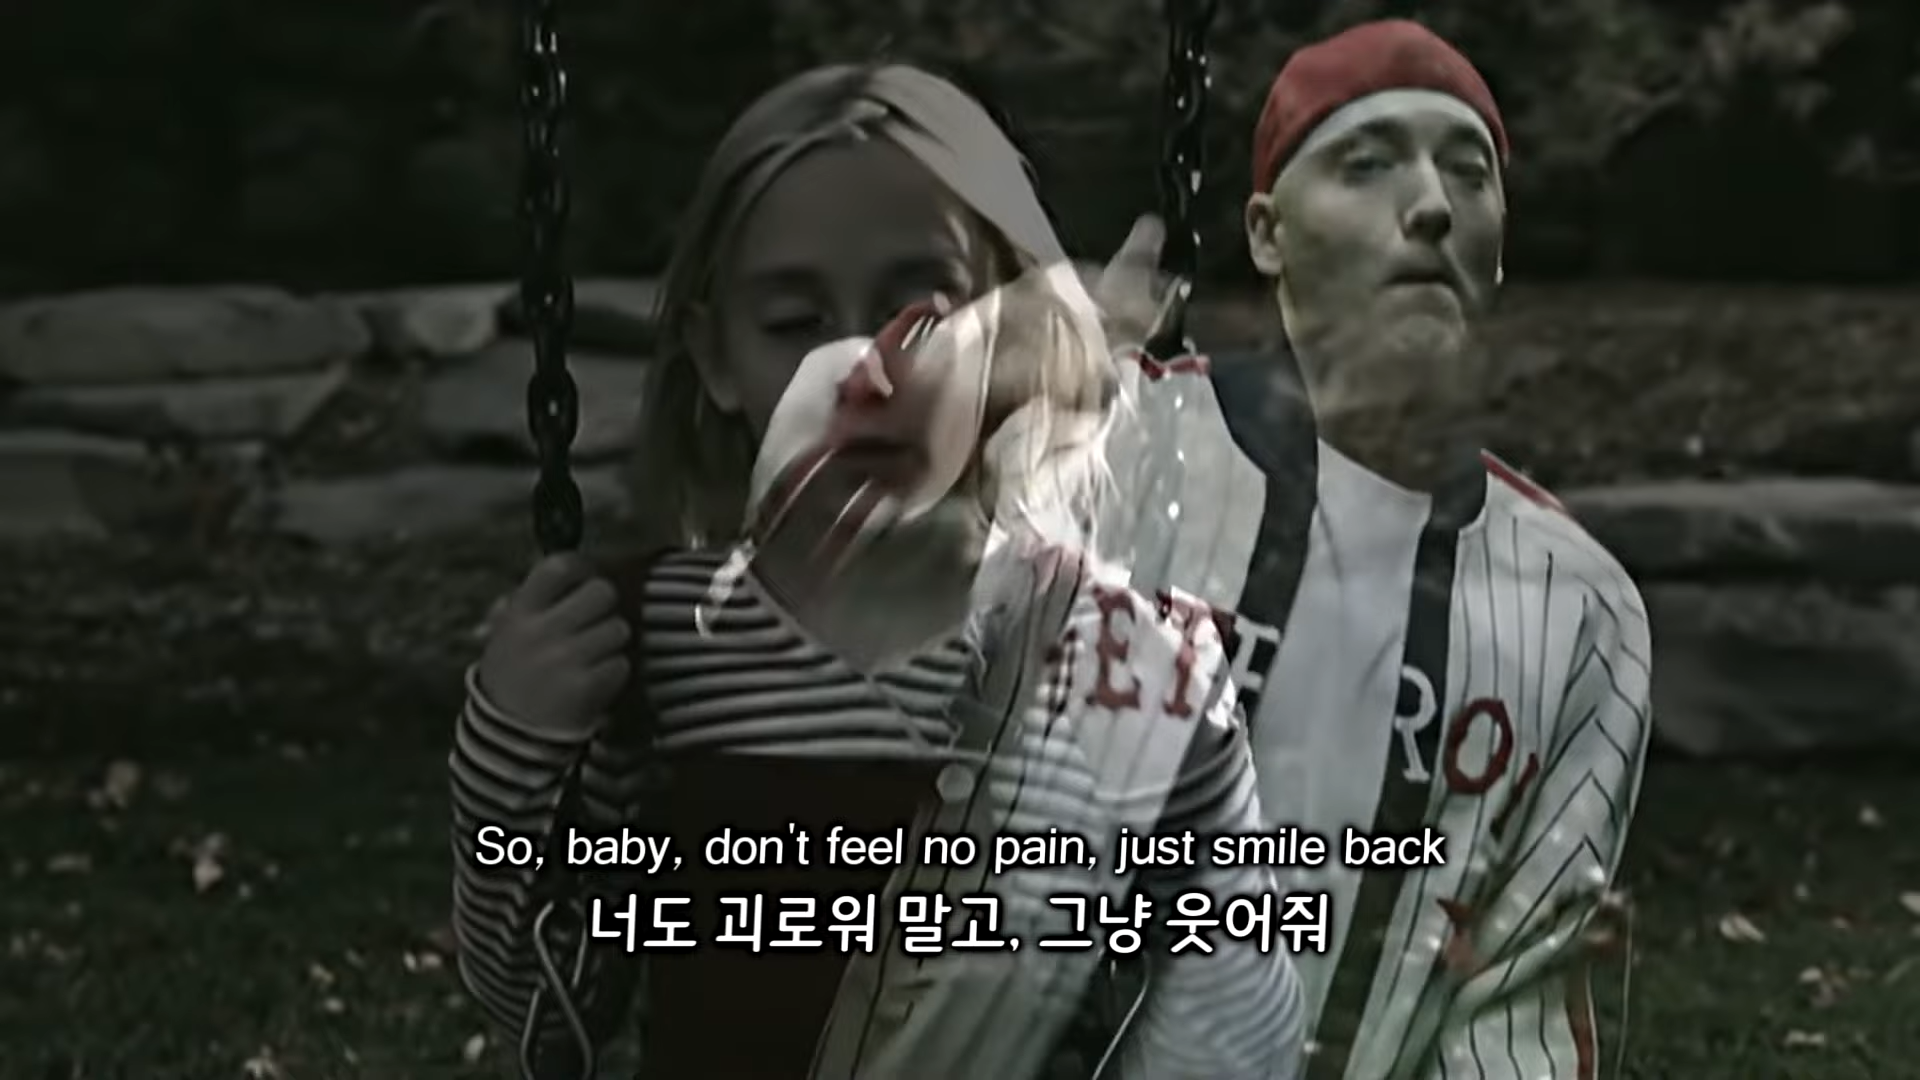 So, baby, don't feel no pain, just smile back
너도 괴로워 말고, 그냥 웃어줘